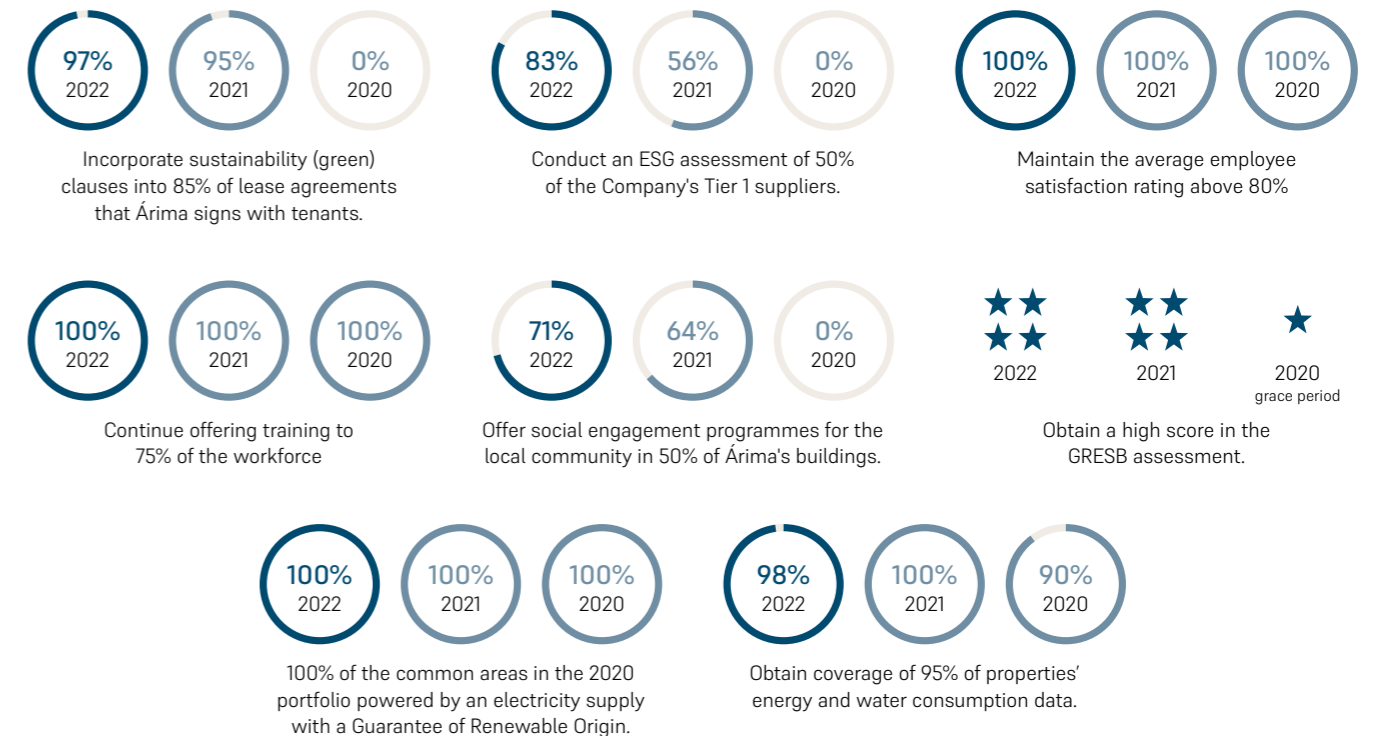 97%
2022
95%
2021
0%
2020
Incorporate sustainability (green)
clauses into 85% of lease agreements
that Árima signs with tenants.
83%
2022
56%
2021
0%
2020
Conduct an ESG assessment of 50%
of the Company's Tier 1 suppliers.
100%
2022
100%
2021
100%
2020
Maintain the average employee
satisfaction rating above 80%
100%
2022
100%
2021
100%
2020
Continue offering training to
75% of the workforce
71%
2022
64%
2021
0%
2020
Offer social engagement programmes for the
local community in 50% of Árima's buildings.
2022
2021
2020
grace period
Obtain a high score in the
GRESB assessment.
100%
2022
100%
2021
100%
2020
100% of the common areas in the 2020
portfolio powered by an electricity supply
with a Guarantee of Renewable Origin.
98%
2022
100%
2021
90%
2020
Obtain coverage of 95% of properties’
energy and water consumption data.